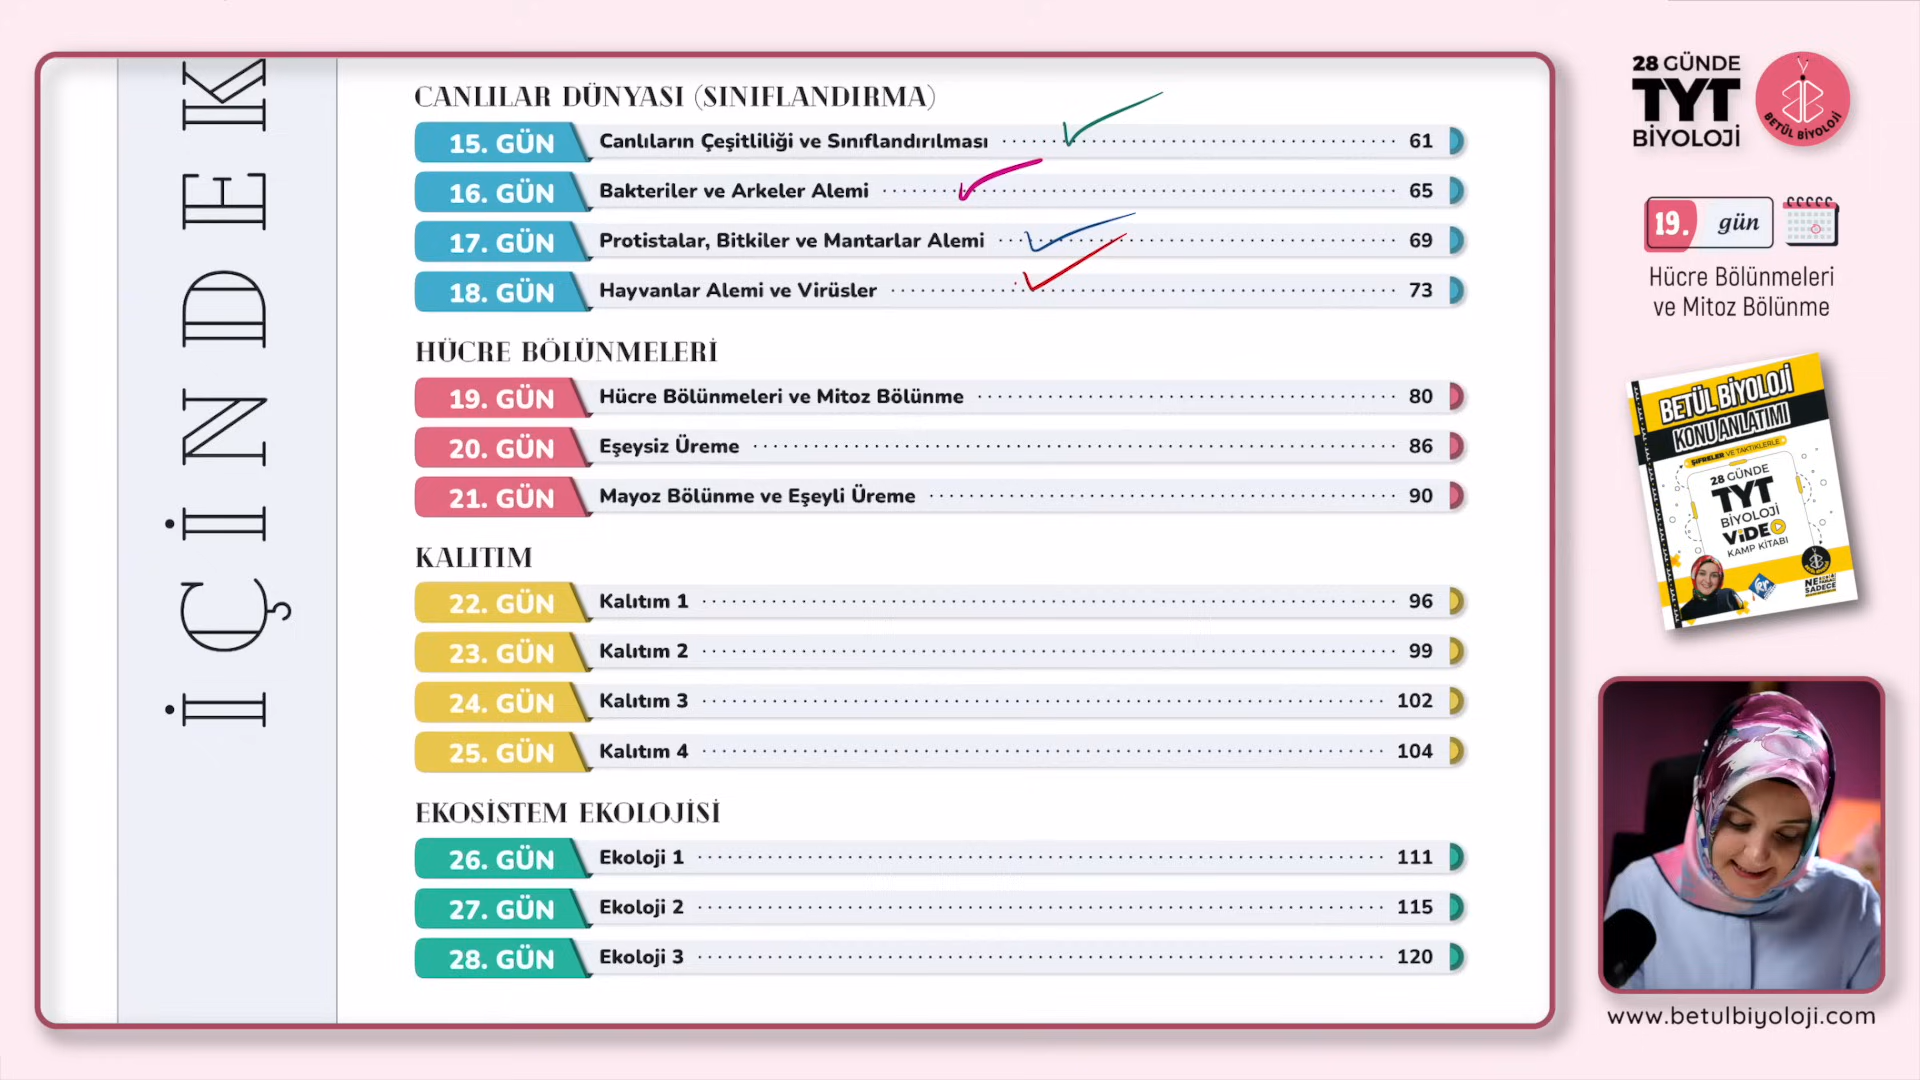 İÇİNDEK
CANLILAR DÜNYASI (SINIFLANDIRMA)
15. GÜN Canlıların Çeşitliliği ve Sınıflandırılması 61
16. GÜN Bakteriler ve Arkeler Alemi 65
17. GÜN Protistalar, Bitkiler ve Mantarlar Alemi 69
18. GÜN Hayvanlar Alemi ve Virüsler 73
HÜCRE BÖLÜNMELERİ
19. GÜN Hücre Bölünmeleri ve Mitoz Bölünme 80
20. GÜN Eşeysiz Üreme 86
21. GÜN Mayoz Bölünme ve Eşeyli Üreme 90
KALITIM
22. GÜN Kalıtım 1 96
23. GÜN Kalıtım 2 99
24. GÜN Kalıtım 3 102
25. GÜN Kalıtım 4 104
EKOSİSTEM EKOLOJİSİ
26. GÜN Ekoloji 1 111
27. GÜN Ekoloji 2 115
28. GÜN Ekoloji 3 120
28 GÜNDE
TYT
BİYOLOJİ
BETÜL BİYOLOJİ
19. gün
Hücre Bölünmeleri
ve Mitoz Bölünme
BETÜL BİYOLOJİ
KONU ANLATIMI
ŞİFRELER VE TAKTİKLERLE
28 GÜNDE
TYT
BİYOLOJİ
VİDEO
KAMP KİTABI
www.betulbiyoloji.com